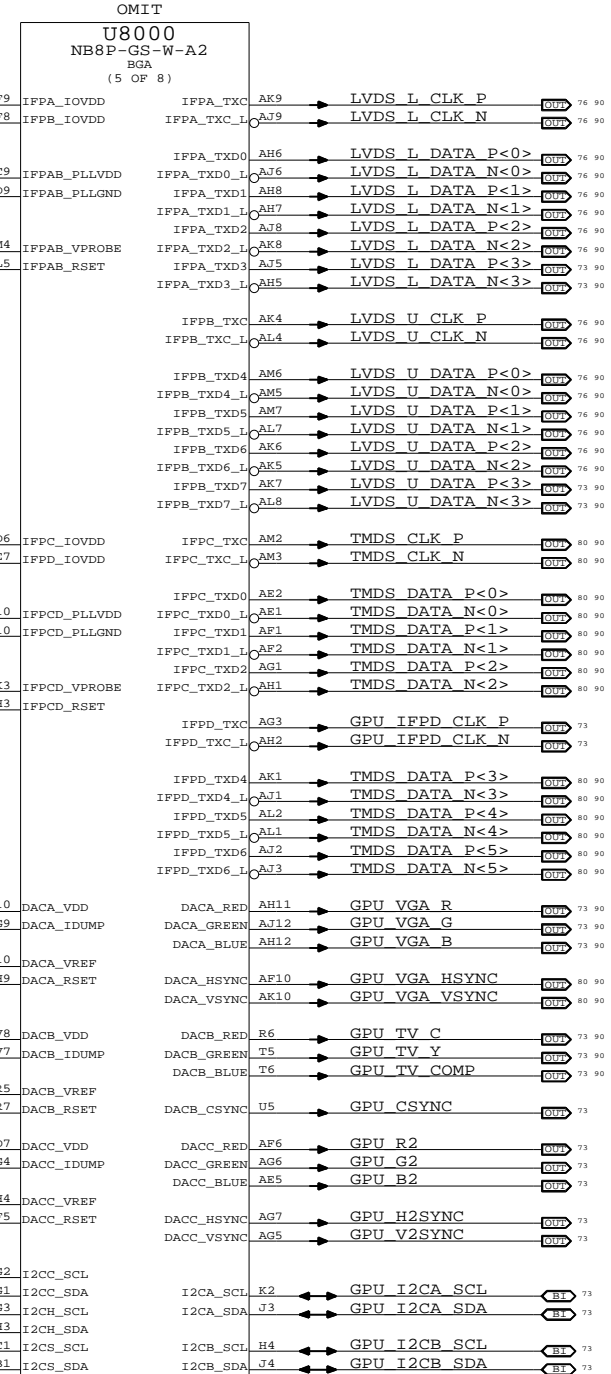 OMIT
U8000
NB8P-GS-W-A2
BGA
(5 OF 8)
IFPA_IOVDD IFPA_TXC AK9 LVDS_L_CLK_P OUT 76 90
IFPB_IOVDD IFPA_TXC_L AJ9 LVDS_L_CLK_N OUT 76 90
IFPA_TXD0 AH6 LVDS_L_DATA_P<0> OUT 76 90
IFPAB_PLLVDD IFPA_TXD0_L AJ6 LVDS_L_DATA_N<0> OUT 76 90
IFPAB_PLLGND IFPA_TXD1 AH8 LVDS_L_DATA_P<1> OUT 76 90
IFPA_TXD1_L AH7 LVDS_L_DATA_N<1> OUT 76 90
IFPA_TXD2 AJ8 LVDS_L_DATA_P<2> OUT 76 90
IFPAB_VPROBE IFPA_TXD2_L AK8 LVDS_L_DATA_N<2> OUT 76 90
IFPAB_RSET IFPA_TXD3 AJ5 LVDS_L_DATA_P<3> OUT 73 90
IFPA_TXD3_L AH5 LVDS_L_DATA_N<3> OUT 73 90
IFPB_TXC AK4 LVDS_U_CLK_P OUT 76 90
IFPB_TXC_L AL4 LVDS_U_CLK_N OUT 76 90
IFPB_TXD4 AM6 LVDS_U_DATA_P<0> OUT 76 90
IFPB_TXD4_L AM5 LVDS_U_DATA_N<0> OUT 76 90
IFPB_TXD5 AM7 LVDS_U_DATA_P<1> OUT 76 90
IFPB_TXD5_L AL7 LVDS_U_DATA_N<1> OUT 76 90
IFPB_TXD6 AK6 LVDS_U_DATA_P<2> OUT 76 90
IFPB_TXD6_L AK5 LVDS_U_DATA_N<2> OUT 76 90
IFPB_TXD7 AK7 LVDS_U_DATA_P<3> OUT 73 90
IFPB_TXD7_L AL8 LVDS_U_DATA_N<3> OUT 73 90
IFPC_IOVDD IFPC_TXC AM2 TMDS_CLK_P OUT 80 90
IFPD_IOVDD IFPC_TXC_L AM3 TMDS_CLK_N OUT 80 90
IFPC_TXD0 AE2 TMDS_DATA_P<0> OUT 80 90
IFPCD_PLLVDD IFPC_TXD0_L AE1 TMDS_DATA_N<0> OUT 80 90
IFPCD_PLLGND IFPC_TXD1 AF1 TMDS_DATA_P<1> OUT 80 90
IFPC_TXD1_L AF2 TMDS_DATA_N<1> OUT 80 90
IFPC_TXD2 AG1 TMDS_DATA_P<2> OUT 80 90
IFPCD_VPROBE IFPC_TXD2_L AH1 TMDS_DATA_N<2> OUT 80 90
IFPCD_RSET
IFPD_TXC AG3 GPU_IFPD_CLK_P OUT 73
IFPD_TXC_L AH2 GPU_IFPD_CLK_N OUT 73
IFPD_TXD4 AK1 TMDS_DATA_P<3> OUT 80 90
IFPD_TXD4_L AJ1 TMDS_DATA_N<3> OUT 80 90
IFPD_TXD5 AL2 TMDS_DATA_P<4> OUT 80 90
IFPD_TXD5_L AL1 TMDS_DATA_N<4> OUT 80 90
IFPD_TXD6 AJ2 TMDS_DATA_P<5> OUT 80 90
IFPD_TXD6_L AJ3 TMDS_DATA_N<5> OUT 80 90
DACA_VDD DACA_RED AH11 GPU_VGA_R OUT 73 90
DACA_IDUMP DACA_GREEN AJ12 GPU_VGA_G OUT 73 90
DACA_BLUE AH12 GPU_VGA_B OUT 73 90
DACA_VREF
DACA_RSET DACA_HSYNC AF10 GPU_VGA_HSYNC OUT 80 90
DACA_VSYNC AK10 GPU_VGA_VSYNC OUT 80 90
DACB_VDD DACB_RED R6 GPU_TV_C OUT 73 90
DACB_IDUMP DACB_GREEN T5 GPU_TV_Y OUT 73 90
DACB_BLUE T6 GPU_TV_COMP OUT 73 90
DACB_VREF
DACB_RSET DACB_CSYNC U5 GPU_CSYNC OUT 73
DACC_VDD DACC_RED AF6 GPU_R2 OUT 73
DACC_IDUMP DACC_GREEN AG6 GPU_G2 OUT 73
DACC_BLUE AE5 GPU_B2 OUT 73
DACC_VREF
DACC_RSET DACC_HSYNC AG7 GPU_H2SYNC OUT 73
DACC_VSYNC AG5 GPU_V2SYNC OUT 73
I2CC_SCL
I2CC_SDA I2CA_SCL K2 GPU_I2CA_SCL BI 73
I2CH_SCL I2CA_SDA J3 GPU_I2CA_SDA BI 73
I2CH_SDA
I2CS_SCL I2CB_SCL H4 GPU_I2CB_SCL BI 73
I2CS_SDA I2CB_SDA J4 GPU_I2CB_SDA BI 73